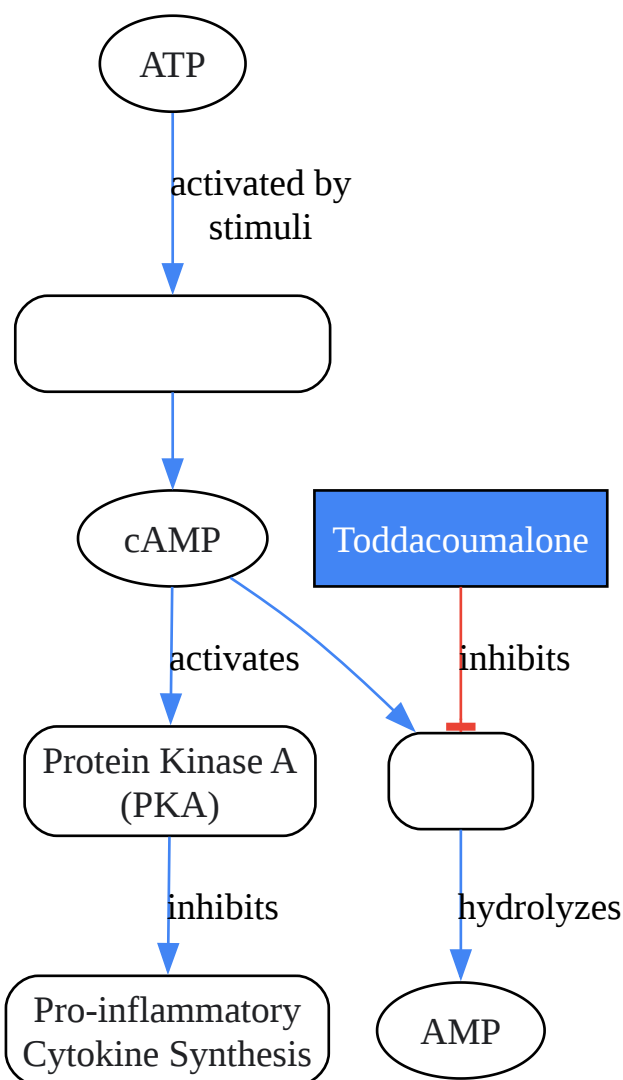 ATP
activated by
stimuli
cAMP
Toddacoumalone
activates
inhibits
Protein Kinase A
(PKA)
inhibits
hydrolyzes
Pro-inflammatory
Cytokine Synthesis
AMP